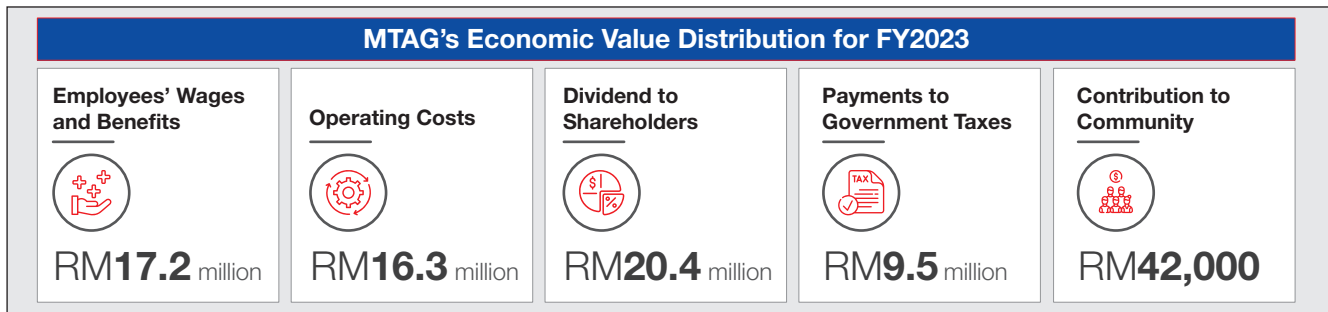 MTAG's Economic Value Distribution for FY2023
Employees' Wages
and Benefits
RM17.2 million
Operating Costs
RM16.3 million
Dividend to
Shareholders
$
%
RM20.4 million
Payments to
Government Taxes
TAX
RM9.5 million
Contribution to
Community
$
RM42,000